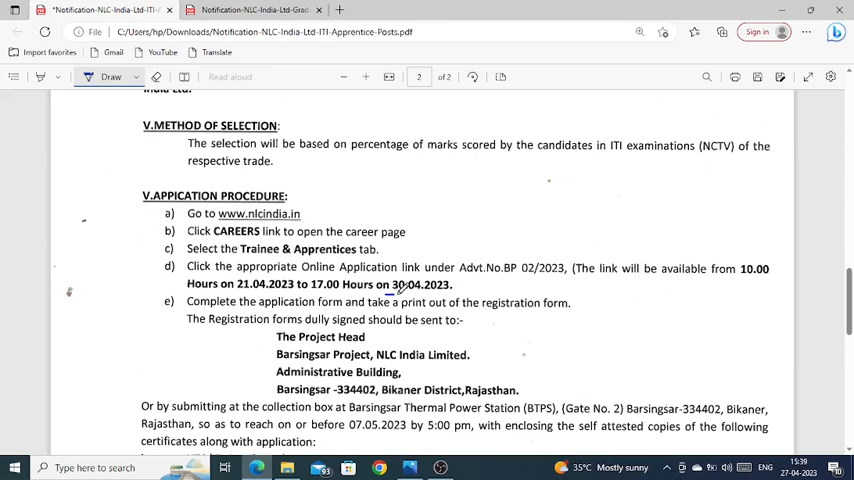 *Notification-NLC-India-Ltd-ITI-A
Notification-NLC-India-Ltd-Grad
File
C:/Users/hp/Downloads/Notification-NLC-India-Ltd-ITI-Apprentice-Posts.pdf
Sign in
Import favorites
Gmail
YouTube
Translate
Draw
Read aloud
2
of 2
India Ltd.
V.METHOD OF SELECTION:
The selection will be based on percentage of marks scored by the candidates in ITI examinations (NCTV) of the
respective trade.
V.APPICATION PROCEDURE:
a) Go to www.nlcindia.in
b) Click CAREERS link to open the career page
c) Select the Trainee & Apprentices tab.
d) Click the appropriate Online Application link under Advt.No.BP 02/2023, (The link will be available from 10.00
Hours on 21.04.2023 to 17.00 Hours on 30.04.2023.
e) Complete the application form and take a print out of the registration form.
The Registration forms dully signed should be sent to:-
The Project Head
Barsingsar Project, NLC India Limited.
Administrative Building,
Barsingsar -334402, Bikaner District,Rajasthan.
Or by submitting at the collection box at Barsingsar Thermal Power Station (BTPS), (Gate No. 2) Barsingsar-334402, Bikaner,
Rajasthan, so as to reach on or before 07.05.2023 by 5:00 pm, with enclosing the self attested copies of the following
certificates along with application:
Type here to search
93
35°C Mostly sunny
ENG
15:39
27-04-2023
10